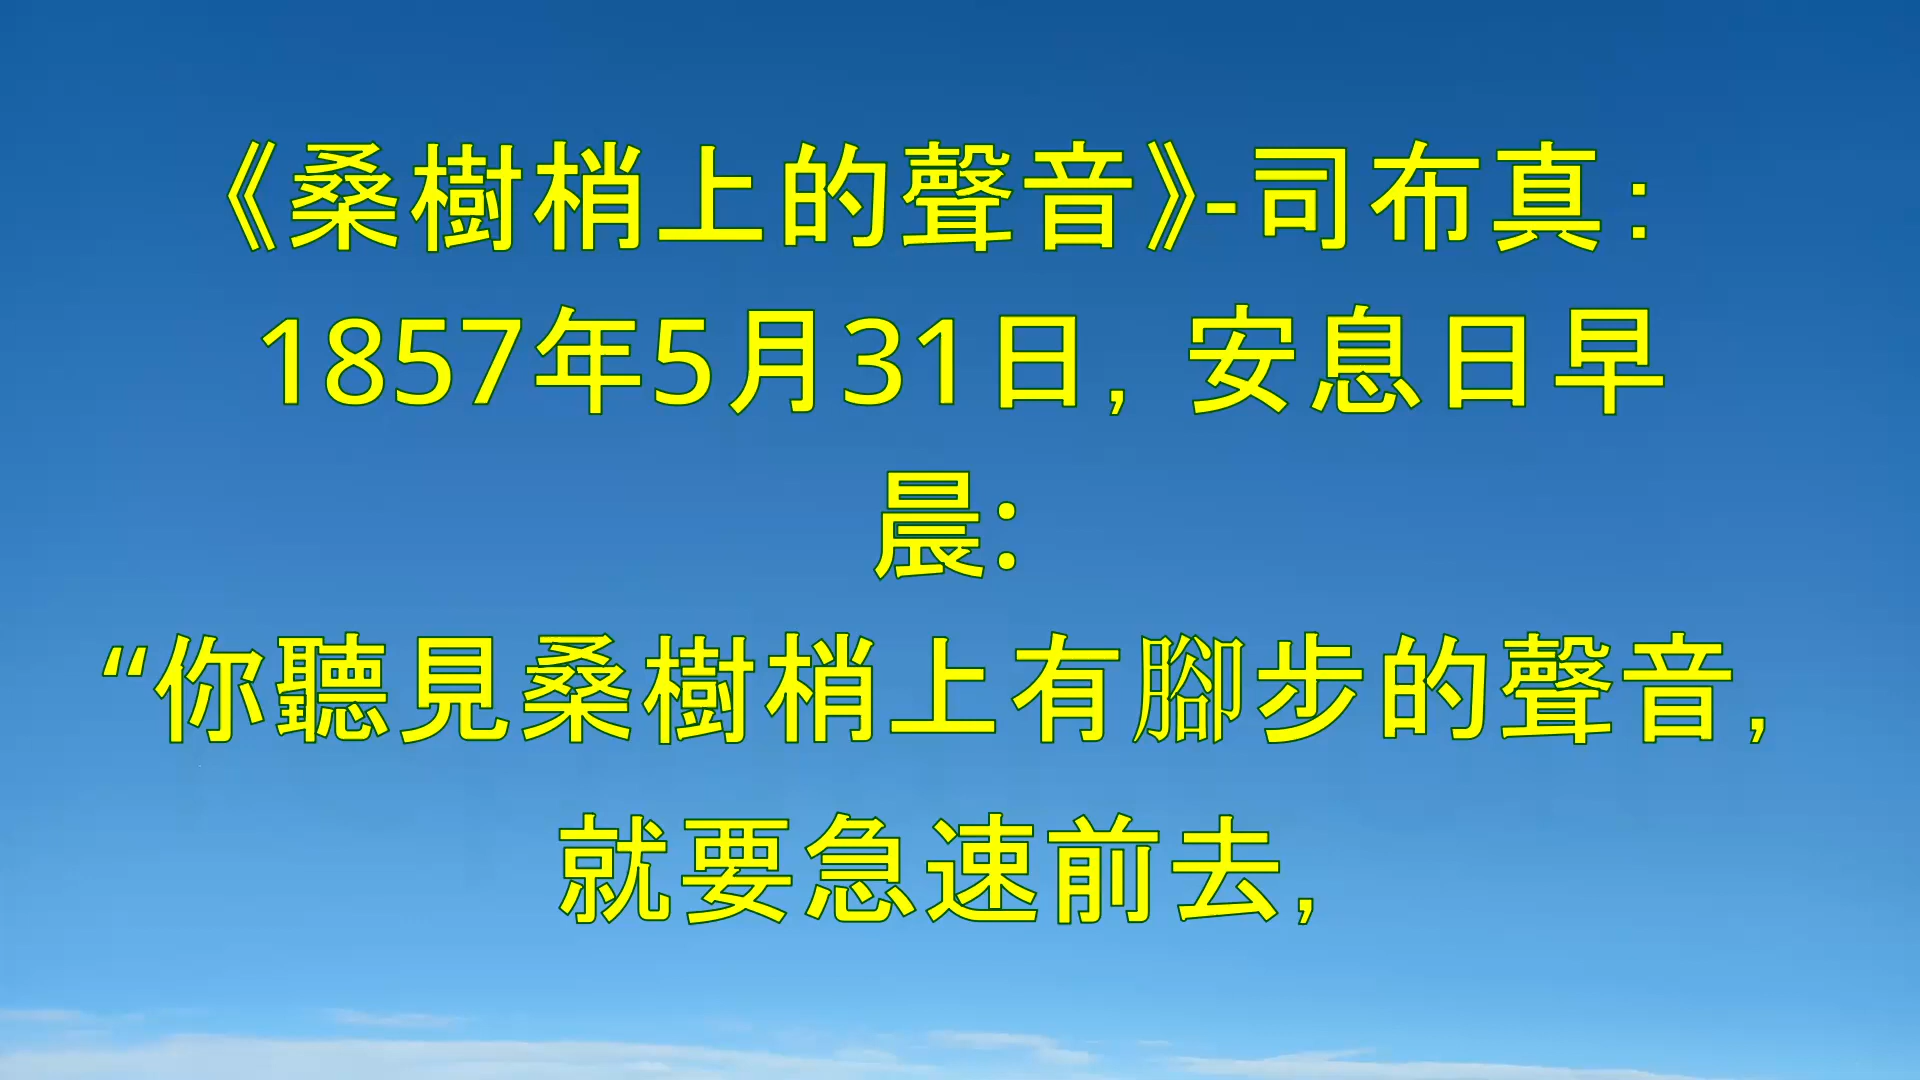 《桑樹梢上的聲音》-司布真：
1857年5月31日，安息日早
晨:
“你聽見桑樹梢上有腳步的聲音，
就要急速前去，